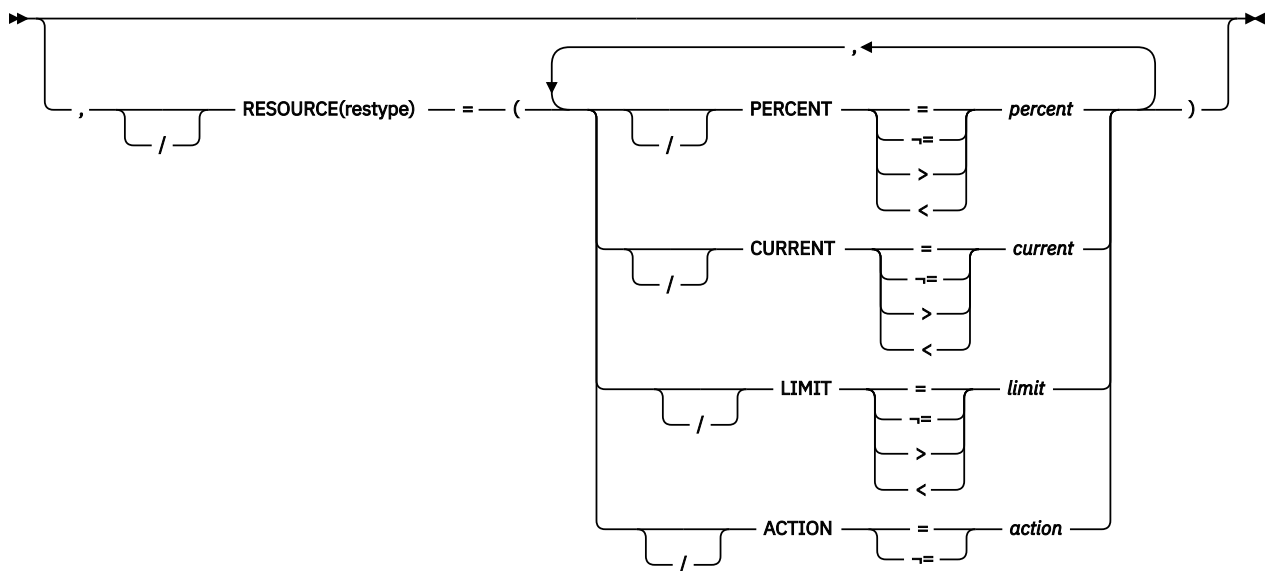 ,
, / RESOURCE(restype) = ( / PERCENT = percent )
¬=
>
<
/ CURRENT = current
¬=
>
<
/ LIMIT = limit
¬=
>
<
/ ACTION = action
¬=